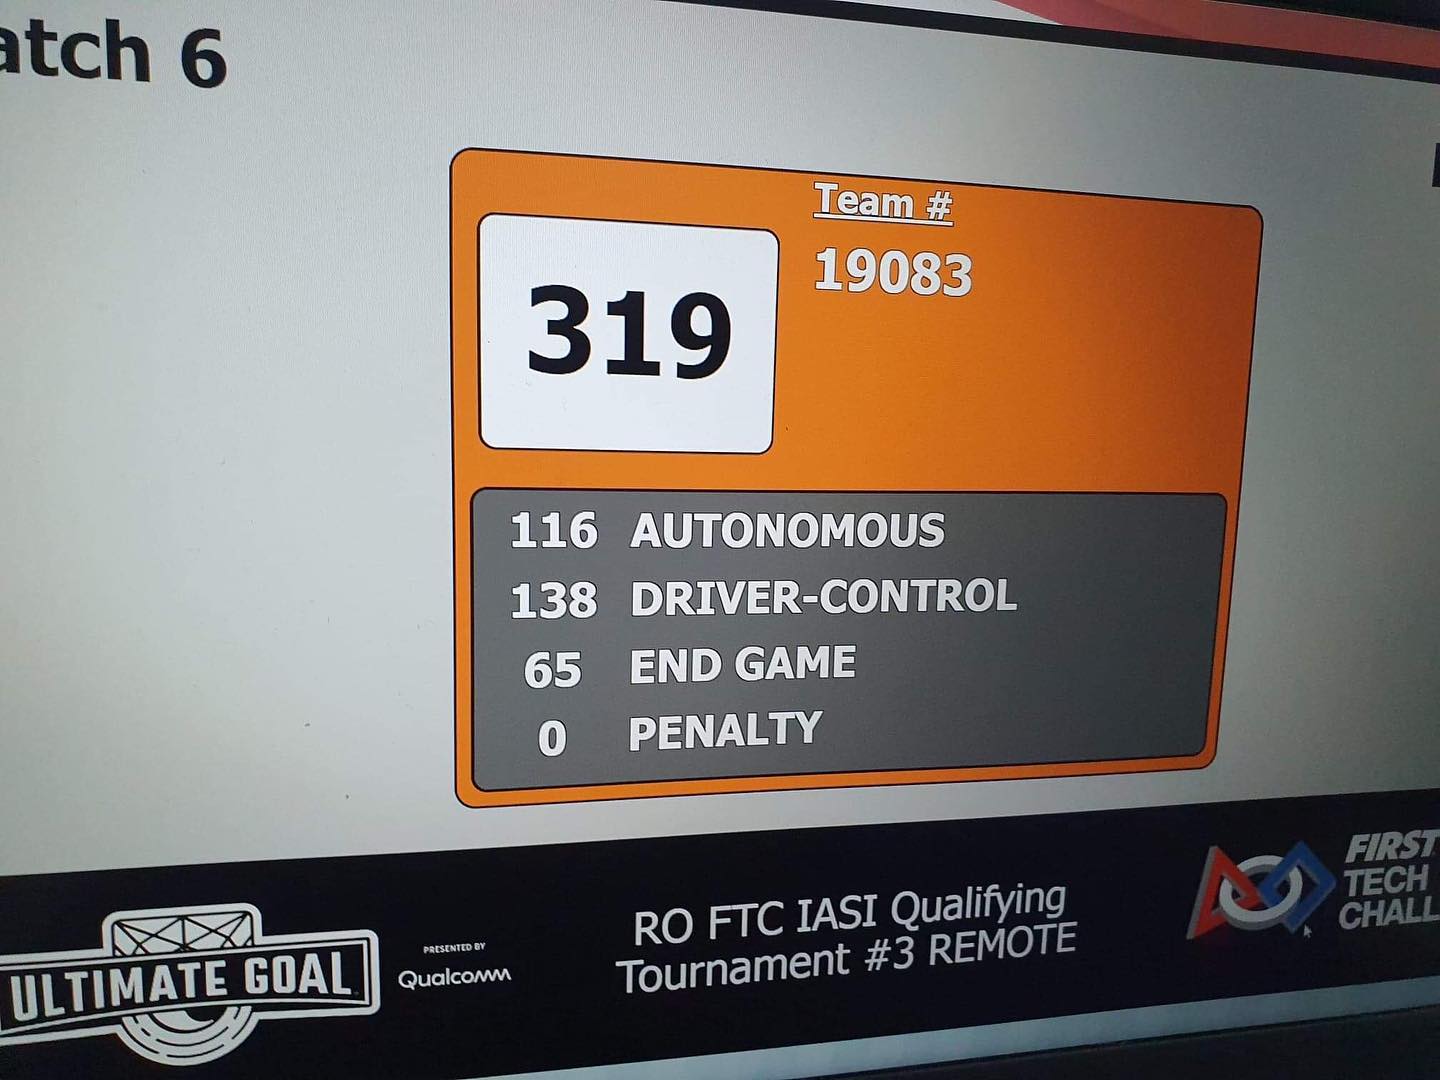 atch 6
Team #
19083
319
116 AUTONOMOUS
138 DRIVER-CONTROL
65 END GAME
0 PENALTY
ULTIMATE GOAL
PRESENTED BY
Qualcomm
RO FTC IASI Qualifying
Tournament #3 REMOTE
FIRST
TECH
CHALL